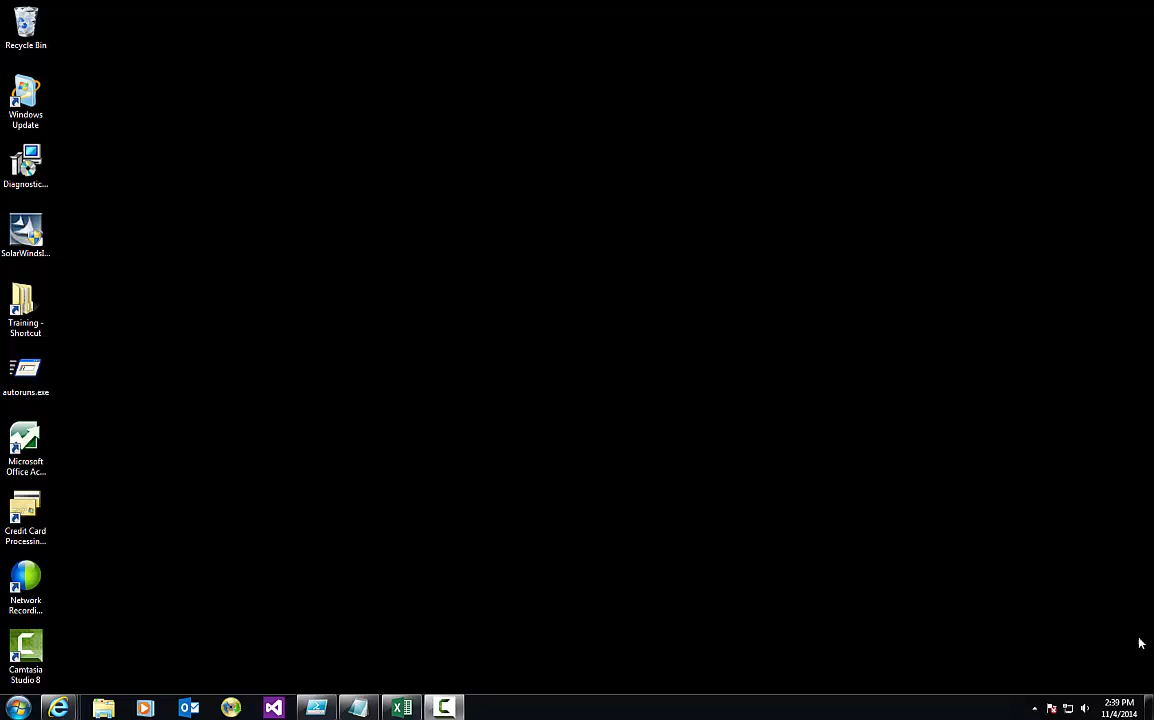 Recycle Bin
Windows
Update
Diagnostic...
SolarWindsI...
Training -
Shortcut
autoruns.exe
Microsoft
Office Ac...
Credit Card
Processin...
Network
Recordi...
Camtasia
Studio 8
2:39 PM
11/4/2014